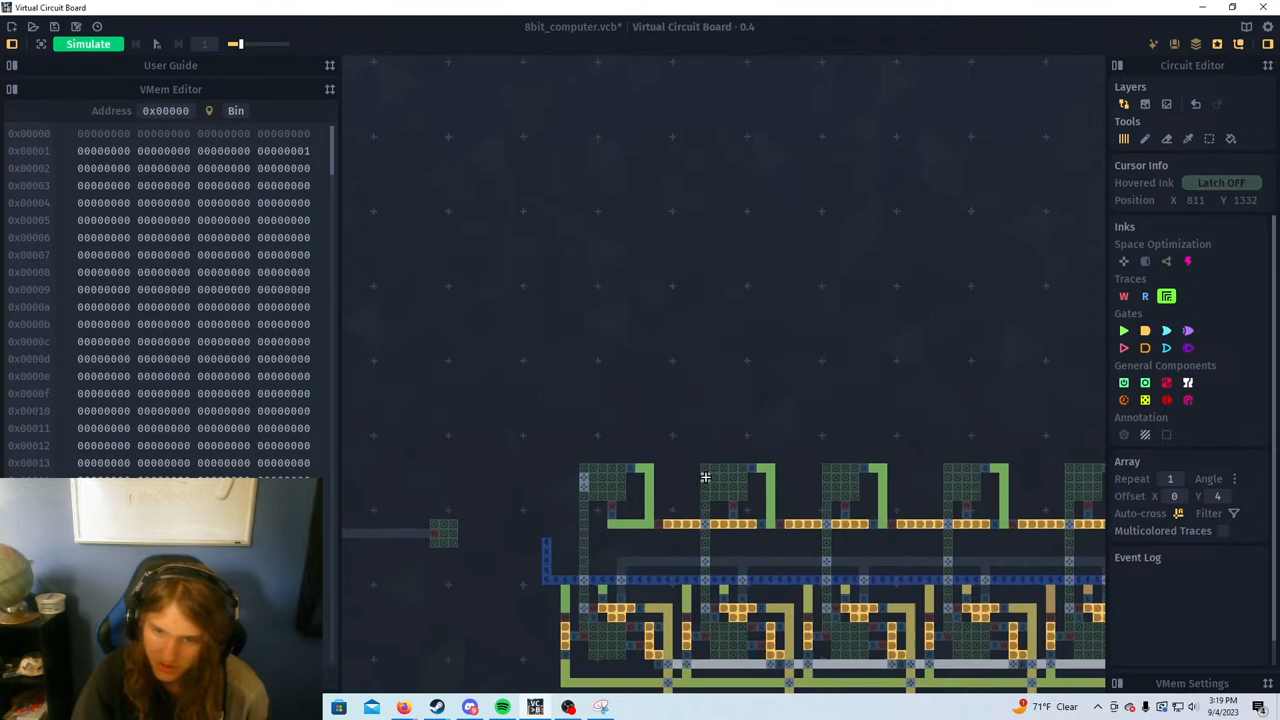 Virtual Circuit Board
8bit_computer.vcb* | Virtual Circuit Board - 0.4
Simulate
1
User Guide
VMem Editor
Address 0x00000 Bin
0x00000 00000000 00000000 00000000 00000000
0x00001 00000000 00000000 00000000 00000001
0x00002 00000000 00000000 00000000 00000000
0x00003 00000000 00000000 00000000 00000000
0x00004 00000000 00000000 00000000 00000000
0x00005 00000000 00000000 00000000 00000000
0x00006 00000000 00000000 00000000 00000000
0x00007 00000000 00000000 00000000 00000000
0x00008 00000000 00000000 00000000 00000000
0x00009 00000000 00000000 00000000 00000000
0x0000a 00000000 00000000 00000000 00000000
0x0000b 00000000 00000000 00000000 00000000
0x0000c 00000000 00000000 00000000 00000000
0x0000d 00000000 00000000 00000000 00000000
0x0000e 00000000 00000000 00000000 00000000
0x0000f 00000000 00000000 00000000 00000000
0x00010 00000000 00000000 00000000 00000000
0x00011 00000000 00000000 00000000 00000000
0x00012 00000000 00000000 00000000 00000000
0x00013 00000000 00000000 00000000 00000000
Circuit Editor
Layers
Tools
Cursor Info
Hovered Ink Latch OFF
Position X 811 Y 1332
Inks
Space Optimization
Traces
W R
Gates
General Components
Annotation
Array
Repeat 1 Angle
Offset X 0 Y 4
Auto-cross Filter
Multicolored Traces
Event Log
VMem Settings
71°F Clear
3:19 PM
9/4/2023
4